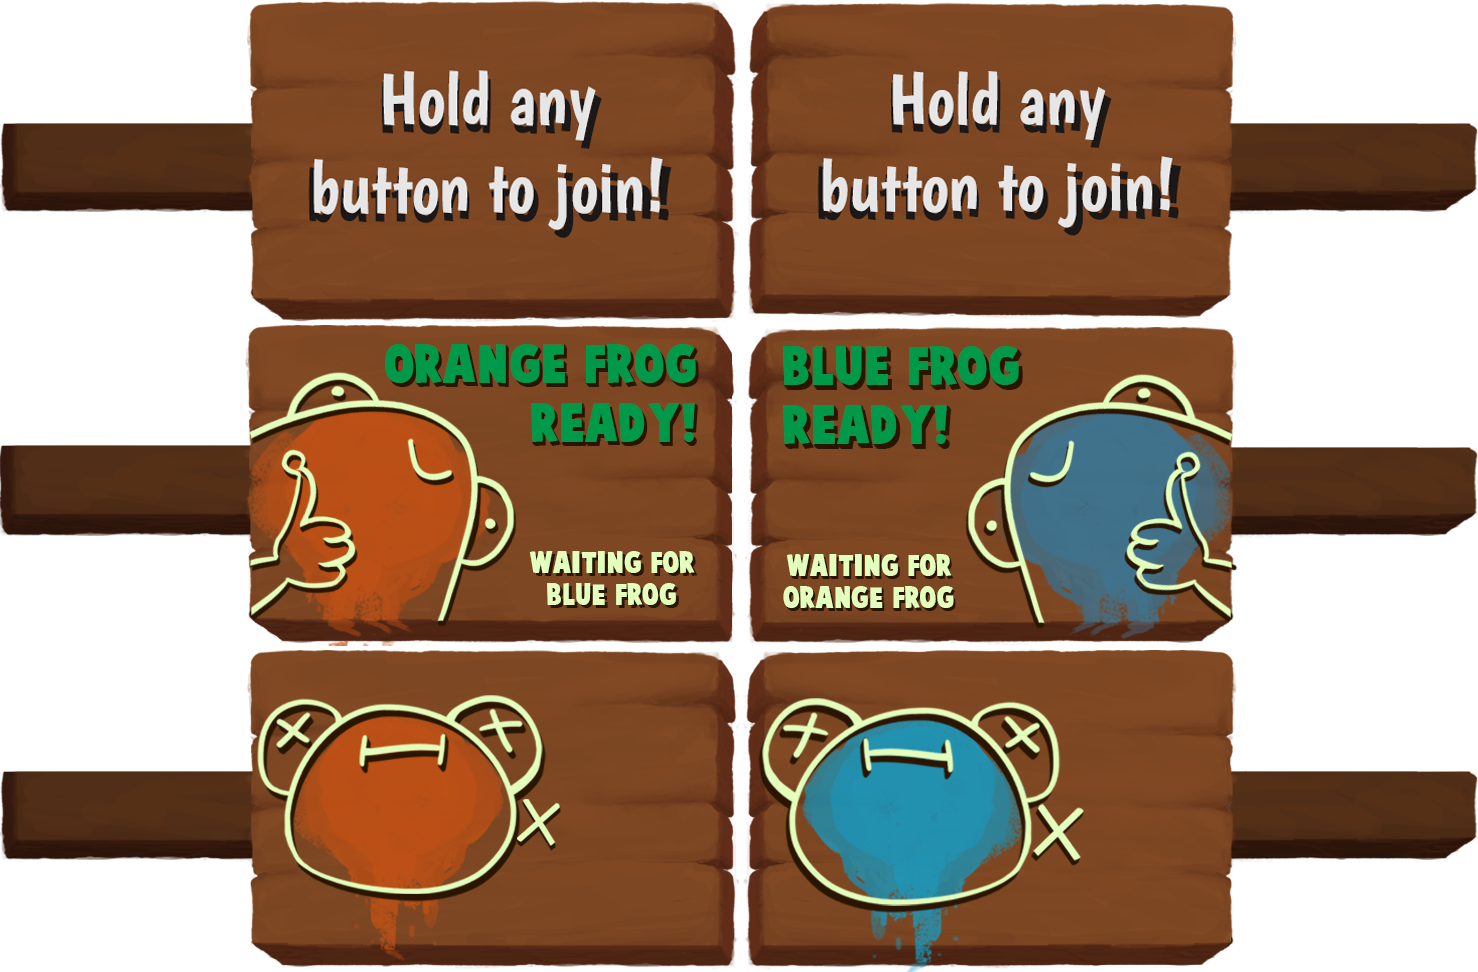 Hold any
button to join!
Hold any
button to join!
ORANGE FROG
READY!
WAITING FOR
BLUE FROG
BLUE FROG
READY!
WAITING FOR
ORANGE FROG